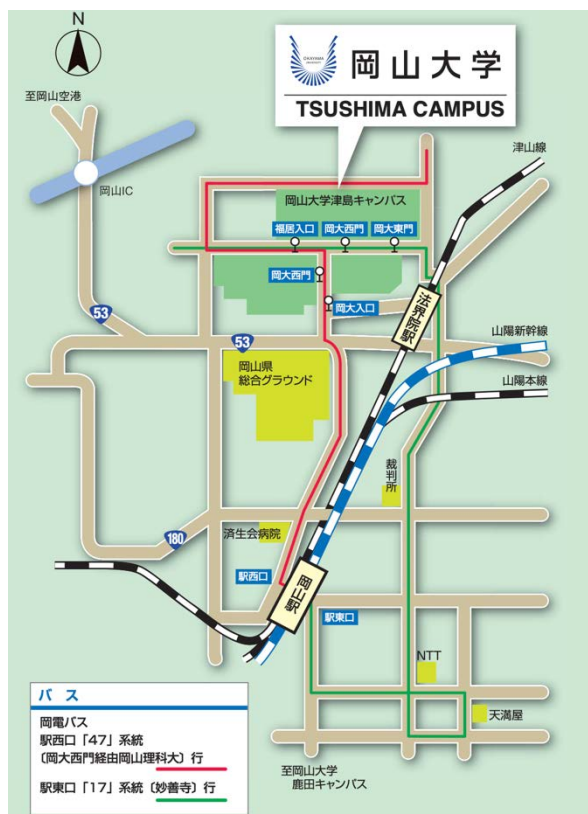 N
OKAYAMA
UNIVERSITY
岡山大学
TSUSHIMA CAMPUS
至岡山空港
岡山IC
津山線
岡山大学津島キャンパス
福居入口
岡大西門
岡大東門
岡大西門
岡大入口
法界院駅
53
53
山陽新幹線
山陽本線
岡山県
総合グラウンド
裁判所
180
済生会病院
駅西口
岡山駅
駅東口
NTT
天満屋
至岡山大学
鹿田キャンパス
バス
岡電バス
駅西口「47」系統
〔岡大西門経由岡山理科大〕行
駅東口「17」系統〔妙善寺〕行